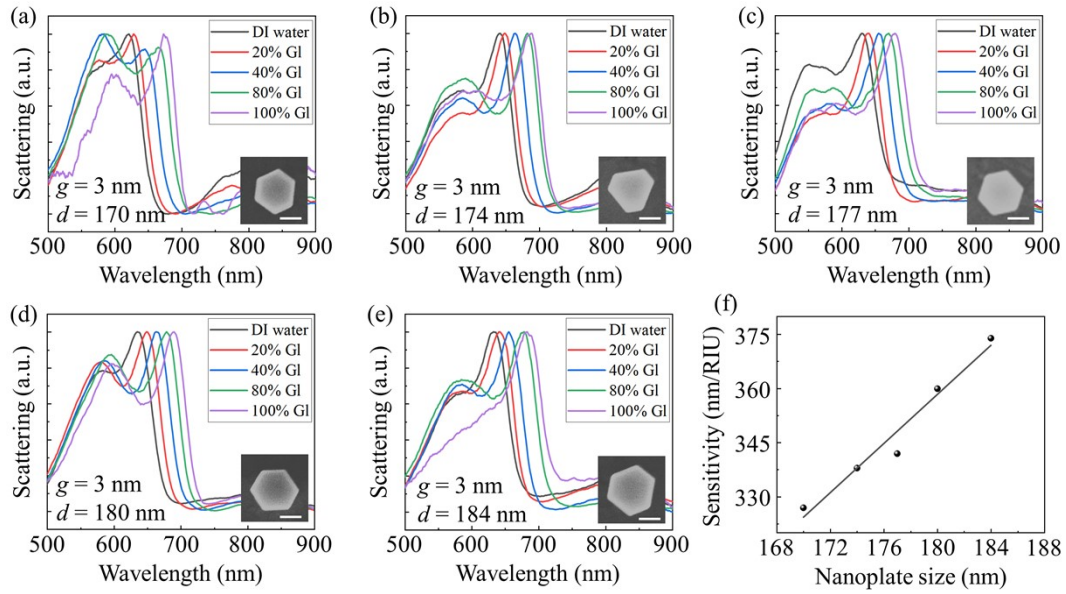 (a)
DI water
20% Gl
40% Gl
80% Gl
100% Gl
Scattering (a.u.)
g = 3 nm
d = 170 nm
500 600 700 800 900
Wavelength (nm)
(b)
DI water
20% Gl
40% Gl
80% Gl
100% Gl
Scattering (a.u.)
g = 3 nm
d = 174 nm
500 600 700 800 900
Wavelength (nm)
(c)
DI water
20% Gl
40% Gl
80% Gl
100% Gl
Scattering (a.u.)
g = 3 nm
d = 177 nm
500 600 700 800 900
Wavelength (nm)
(d)
DI water
20% Gl
40% Gl
80% Gl
100% Gl
Scattering (a.u.)
g = 3 nm
d = 180 nm
500 600 700 800 900
Wavelength (nm)
(e)
DI water
20% Gl
40% Gl
80% Gl
100% Gl
Scattering (a.u.)
g = 3 nm
d = 184 nm
500 600 700 800 900
Wavelength (nm)
(f)
375
360
345
330
Sensitivity (nm/RIU)
168 172 176 180 184 188
Nanoplate size (nm)